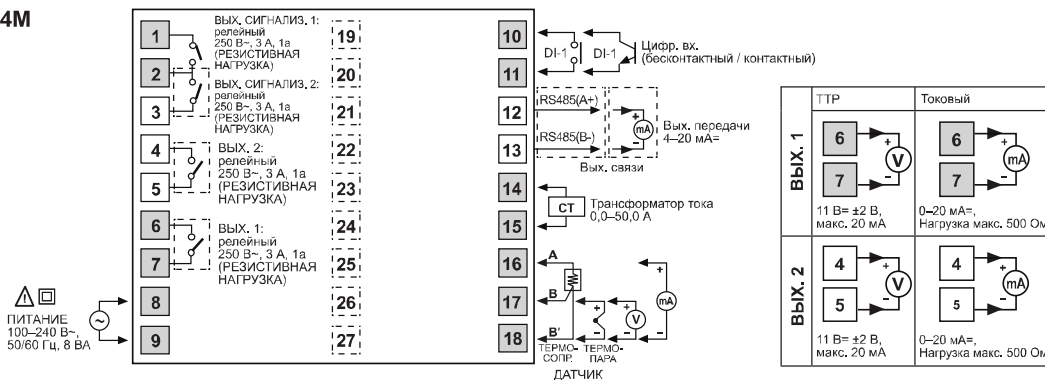 4M
1
ВЫХ. СИГНАЛИЗ. 1:
релейный
250 В~, 3 А, 1a
(РЕЗИСТИВНАЯ
НАГРУЗКА)
2
ВЫХ. СИГНАЛИЗ. 2:
релейный
250 В~, 3 А, 1a
(РЕЗИСТИВНАЯ
НАГРУЗКА)
3
4
ВЫХ. 2:
релейный
250 В~, 3 А, 1a
(РЕЗИСТИВНАЯ
НАГРУЗКА)
5
6
ВЫХ. 1:
релейный
250 В~, 3 А, 1a
(РЕЗИСТИВНАЯ
НАГРУЗКА)
7
8
9
ПИТАНИЕ
100–240 В~,
50/60 Гц, 8 ВА
19
20
21
22
23
24
25
26
27
10
11
DI-1
DI-1
Цифр. вх.
(бесконтактный / контактный)
12
RS485(A+)
13
RS485(B-)
+
mA
–
Вых. передачи
4–20 мА=
Вых. связи
14
15
CT
Трансформатор тока
0,0–50,0 А
16
A
17
B
18
B'
+
–
+
V
–
+
mA
–
ТЕРМО-
СОПР.
ТЕРМО-
ПАРА
ДАТЧИК
ТТР
Токовый
ВЫХ. 1
6
7
+
V
–
11 В= ±2 В,
макс. 20 мА
6
7
+
mA
–
0–20 мА=,
Нагрузка макс. 500 Ом
ВЫХ. 2
4
5
+
V
–
11 В= ±2 В,
макс. 20 мА
4
5
+
mA
–
0–20 мА=,
Нагрузка макс. 500 Ом